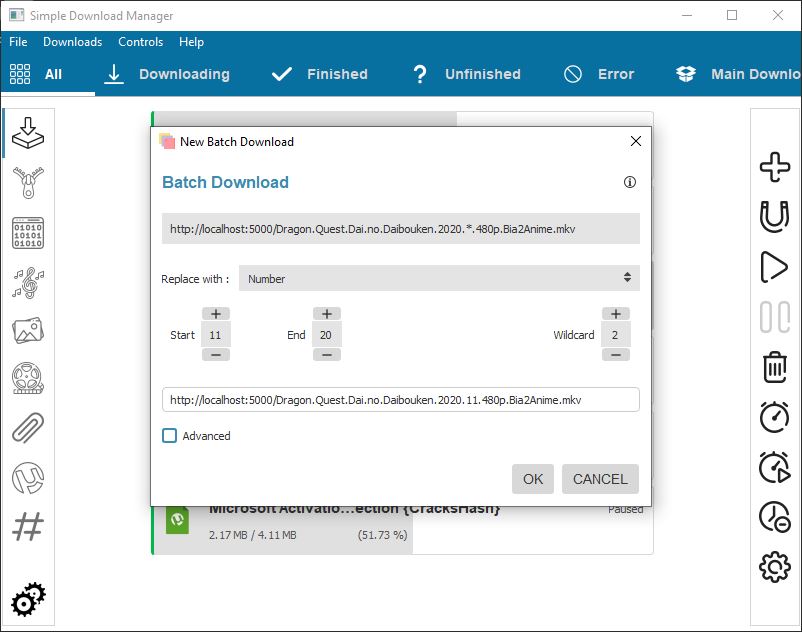 Simple Download Manager
File Downloads Controls Help
All Downloading Finished Unfinished Error Main Downlo
New Batch Download
Batch Download
http://localhost:5000/Dragon.Quest.Dai.no.Daibouken.2020.*.480p.Bia2Anime.mkv
Replace with : Number
Start 11 End 20 Wildcard 2
http://localhost:5000/Dragon.Quest.Dai.no.Daibouken.2020.11.480p.Bia2Anime.mkv
Advanced
OK CANCEL
Microsoft Activatio...ection {CracksHash} Paused
2.17 MB / 4.11 MB (51.73 %)
01010
10101
01010